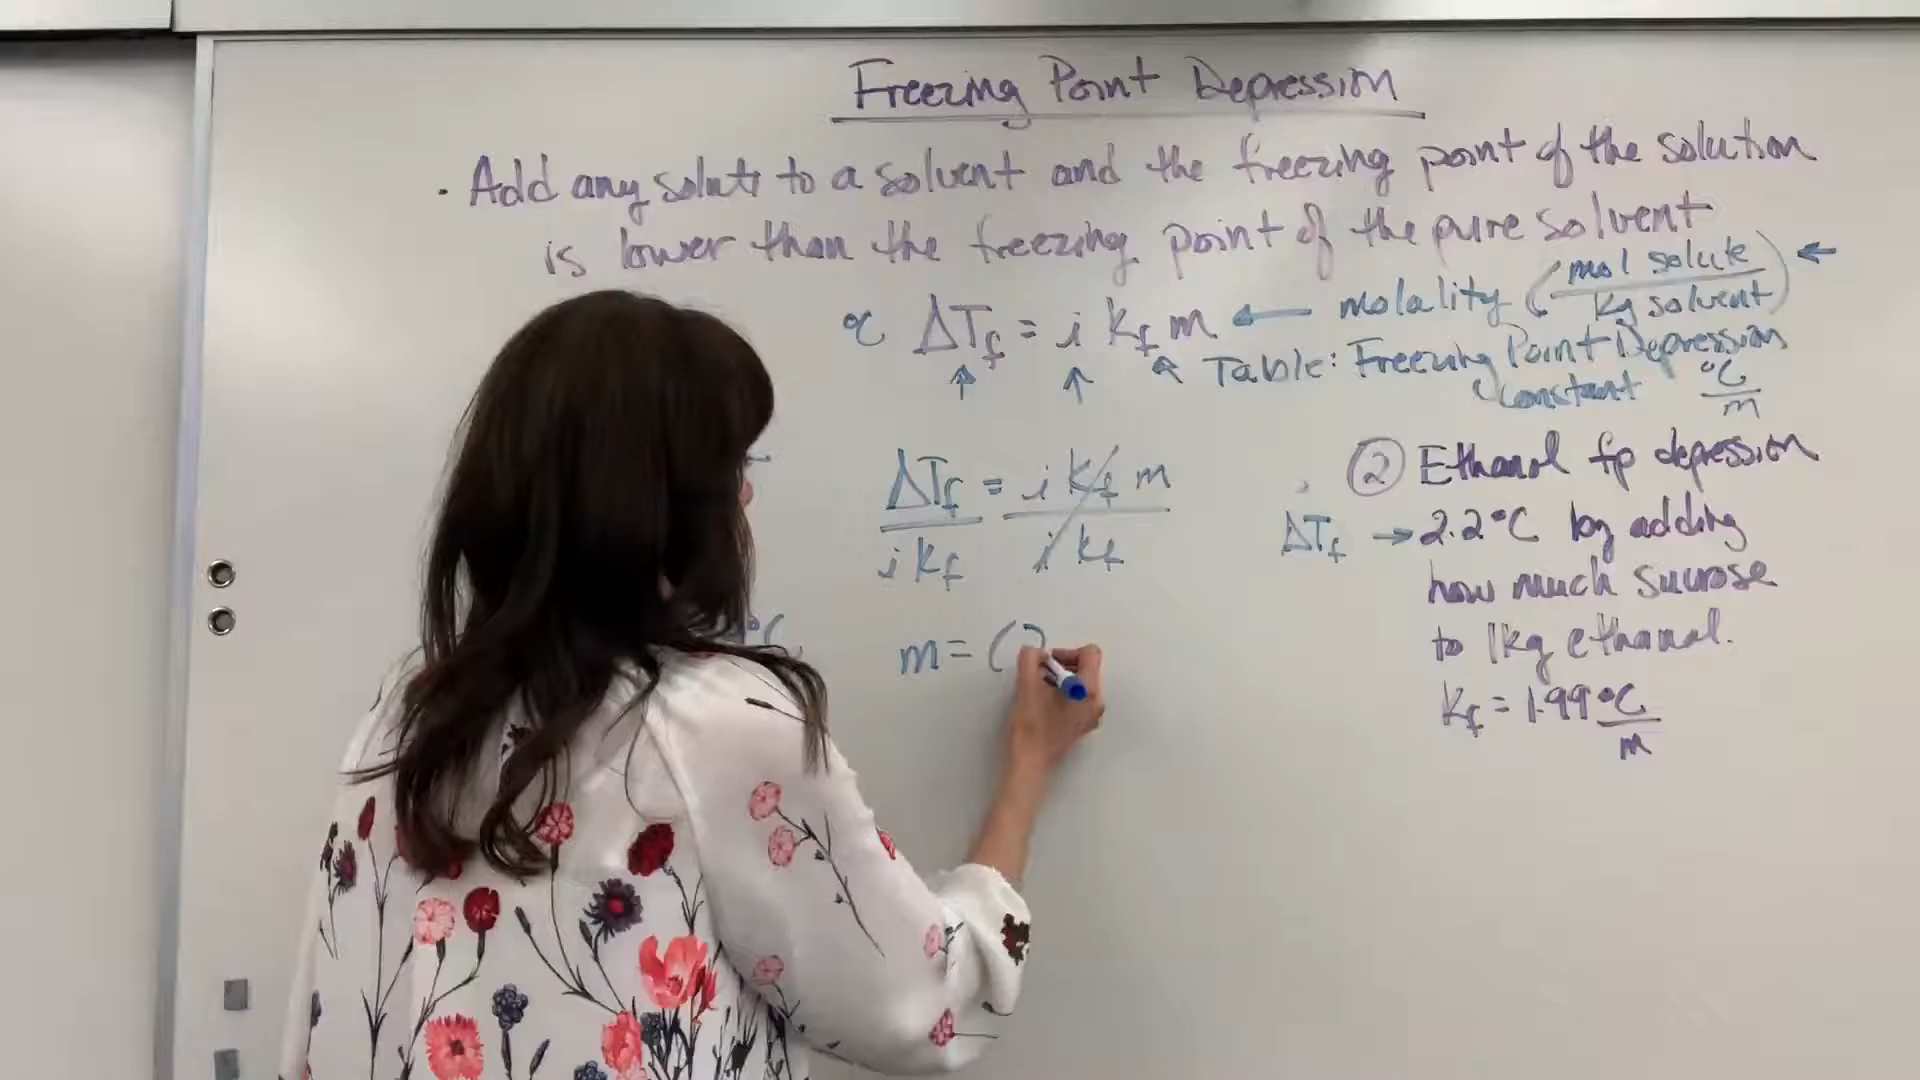 Freezing Point Depression
· Add any solute to a solvent and the freezing point of the solution
is lower than the freezing point of the pure solvent
°C ΔTf = i kf m ← molality (mol solute / kg solvent) ←
↑ ↑ ↖ Table: Freezing Point Depression
constant °C/m
ΔTf / i kf = i kf m / i kf
m = (2
② Ethanol fp depression
ΔTf → 2.2°C by adding
how much sucrose
to 1kg ethanol.
kf = 1.99 °C/m
°C